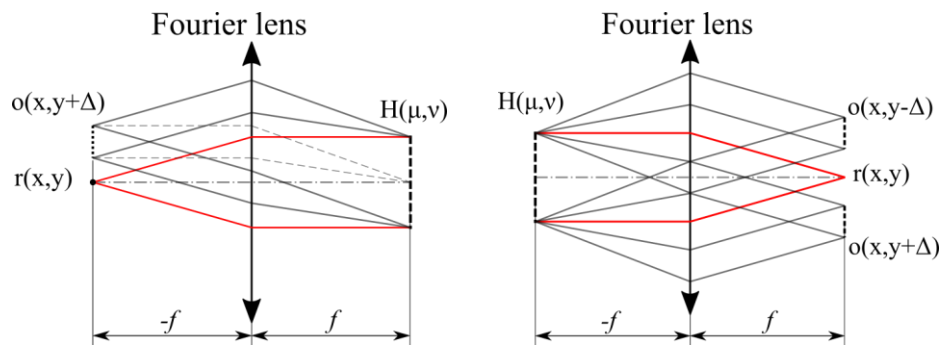 Fourier lens
o(x,y+Δ)
H(μ,ν)
r(x,y)
-f
f
Fourier lens
H(μ,ν)
o(x,y-Δ)
r(x,y)
o(x,y+Δ)
-f
f